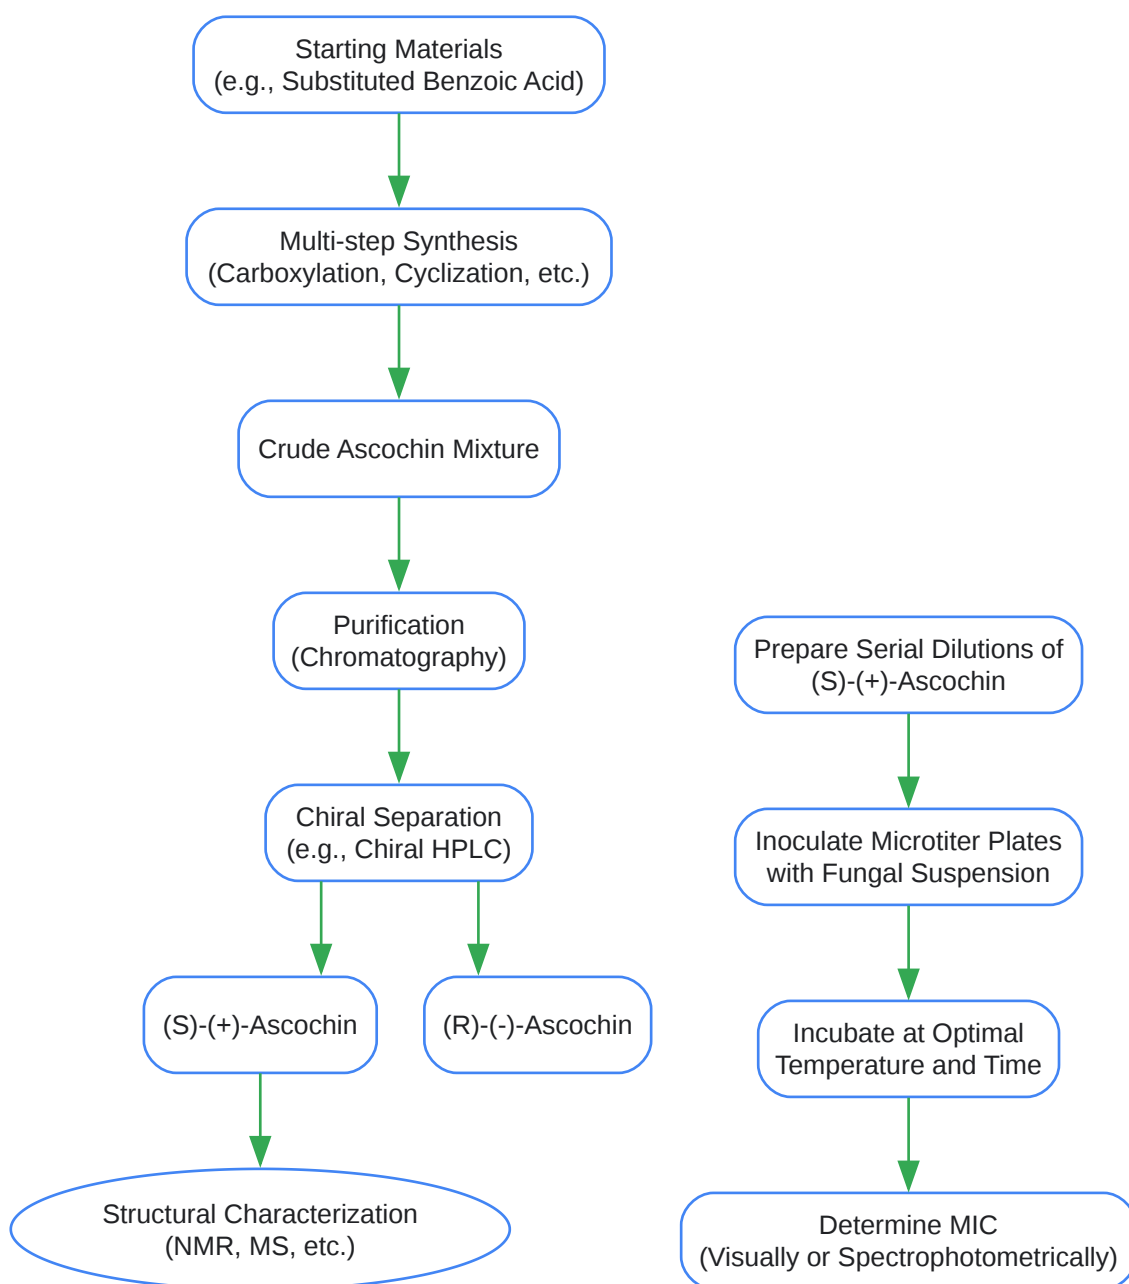 Starting Materials
(e.g., Substituted Benzoic Acid)
Multi-step Synthesis
(Carboxylation, Cyclization, etc.)
Crude Ascochin Mixture
Purification
(Chromatography)
Chiral Separation
(e.g., Chiral HPLC)
(S)-(+)-Ascochin
(R)-(-)-Ascochin
Structural Characterization
(NMR, MS, etc.)
Prepare Serial Dilutions of
(S)-(+)-Ascochin
Inoculate Microtiter Plates
with Fungal Suspension
Incubate at Optimal
Temperature and Time
Determine MIC
(Visually or Spectrophotometrically)